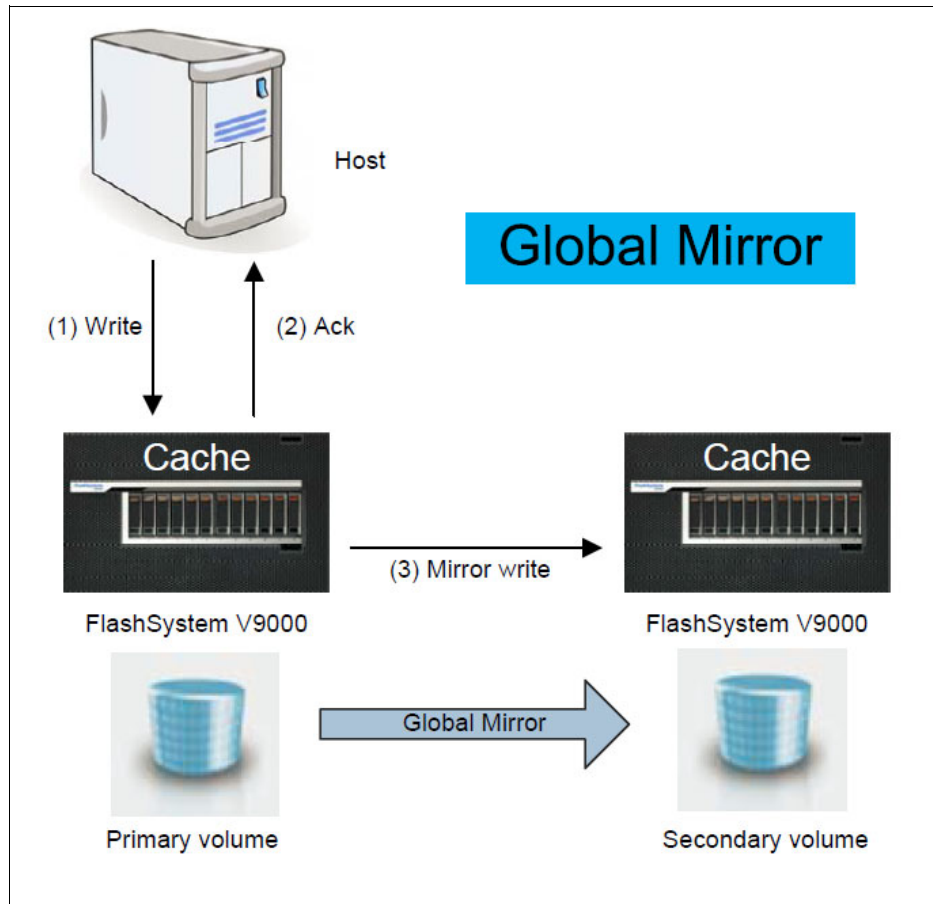 Host
Global Mirror
(1) Write
(2) Ack
Cache
Cache
(3) Mirror write
FlashSystem V9000
FlashSystem V9000
Global Mirror
Primary volume
Secondary volume